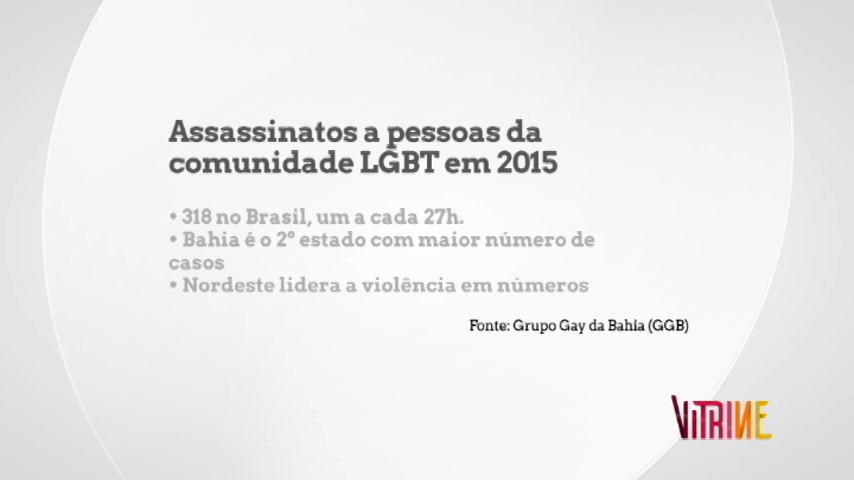 Assassinatos a pessoas da
comunidade LGBT em 2015
• 318 no Brasil, um a cada 27h.
• Bahia é o 2º estado com maior número de
casos
• Nordeste lidera a violência em números
Fonte: Grupo Gay da Bahia (GGB)
VITRINE